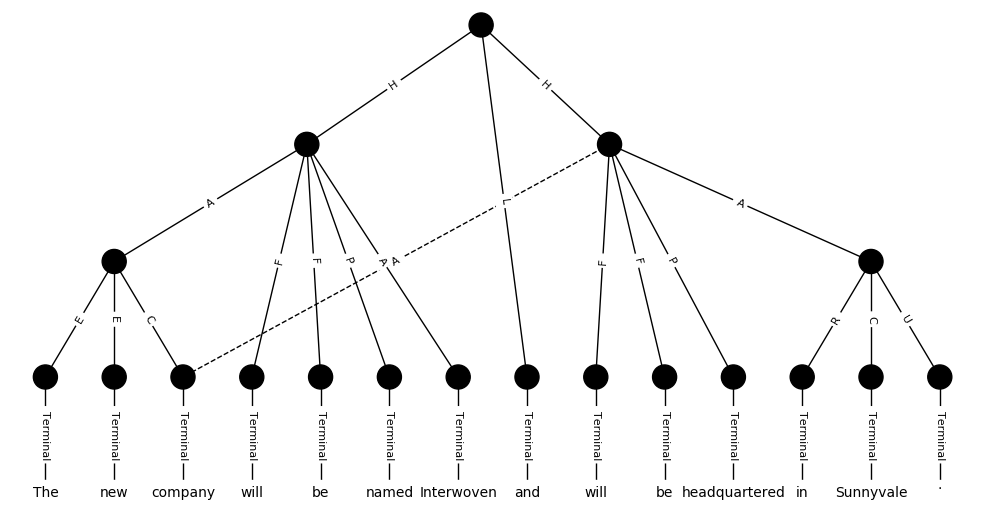 H H
A L A
F F P A A F F P
E E C R C U
Terminal Terminal Terminal Terminal Terminal Terminal Terminal Terminal Terminal Terminal Terminal Terminal Terminal Terminal
The new company will be named Interwoven and will be headquartered in Sunnyvale .